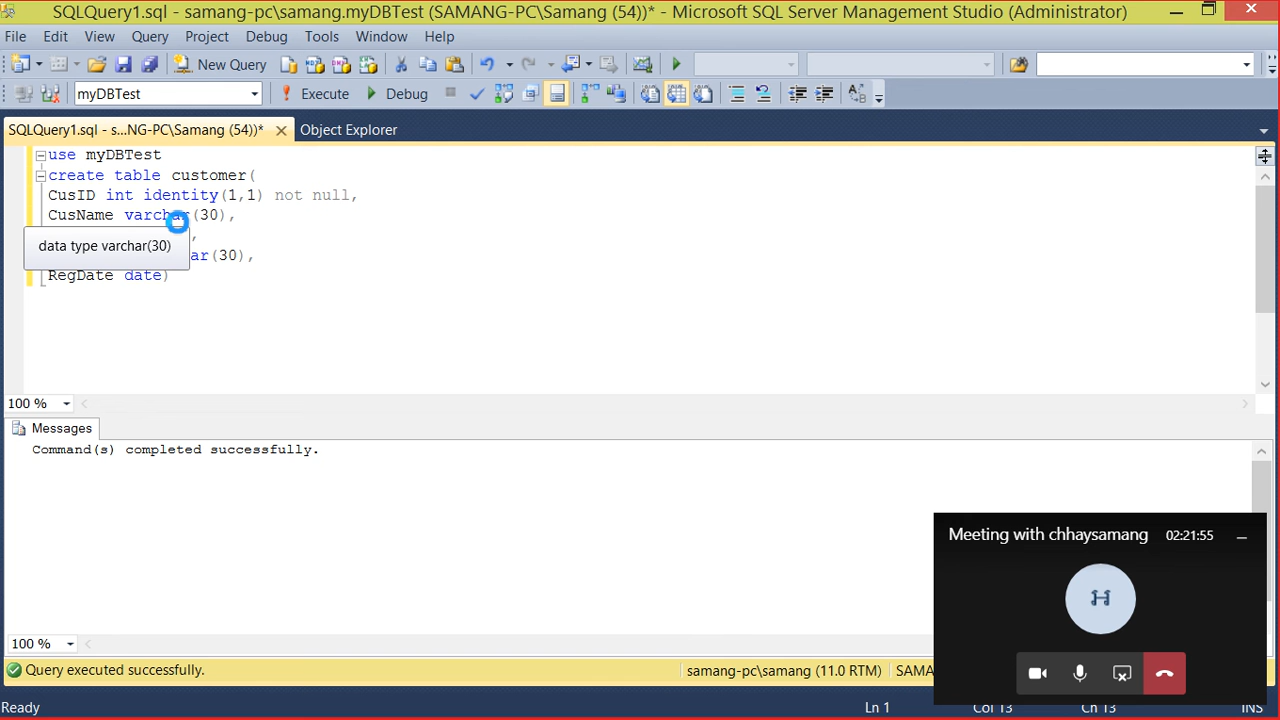 SQLQuery1.sql - samang-pc\samang.myDBTest (SAMANG-PC\Samang (54))* - Microsoft SQL Server Management Studio (Administrator)
File Edit View Query Project Debug Tools Window Help
New Query
myDBTest Execute Debug
SQLQuery1.sql - s...NG-PC\Samang (54))* Object Explorer
use myDBTest
create table customer(
CusID int identity(1,1) not null,
CusName varchar(30),
,
data type varchar(30)
ar(30),
RegDate date)
100 %
Messages
Command(s) completed successfully.
Meeting with chhaysamang 02:21:55
100 %
Query executed successfully. samang-pc\samang (11.0 RTM) SAMA
Ready Ln 1 Col 13 Ch 13 INS